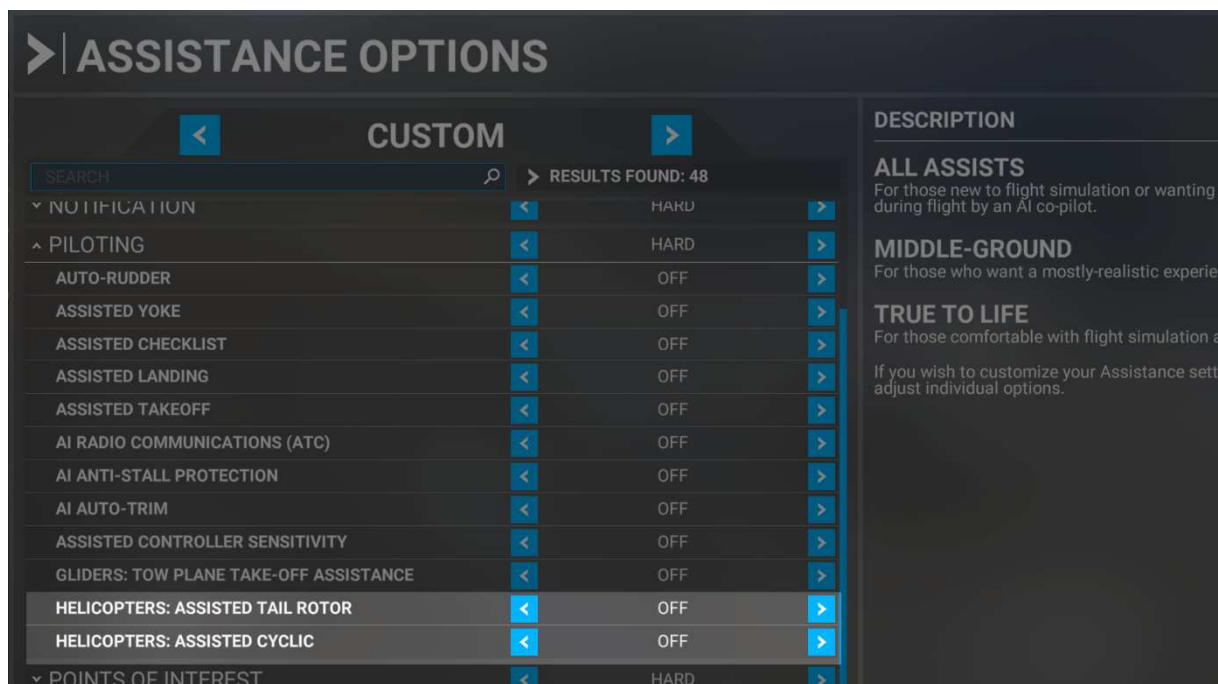 ASSISTANCE OPTIONS
CUSTOM
SEARCH
RESULTS FOUND: 48
NOTIFICATION HARD
PILOTING HARD
AUTO-RUDDER OFF
ASSISTED YOKE OFF
ASSISTED CHECKLIST OFF
ASSISTED LANDING OFF
ASSISTED TAKEOFF OFF
AI RADIO COMMUNICATIONS (ATC) OFF
AI ANTI-STALL PROTECTION OFF
AI AUTO-TRIM OFF
ASSISTED CONTROLLER SENSITIVITY OFF
GLIDERS: TOW PLANE TAKE-OFF ASSISTANCE OFF
HELICOPTERS: ASSISTED TAIL ROTOR OFF
HELICOPTERS: ASSISTED CYCLIC OFF
POINTS OF INTEREST HARD
DESCRIPTION
ALL ASSISTS
For those new to flight simulation or wanting
during flight by an AI co-pilot.
MIDDLE-GROUND
For those who want a mostly-realistic experie
TRUE TO LIFE
For those comfortable with flight simulation a
If you wish to customize your Assistance sett
adjust individual options.